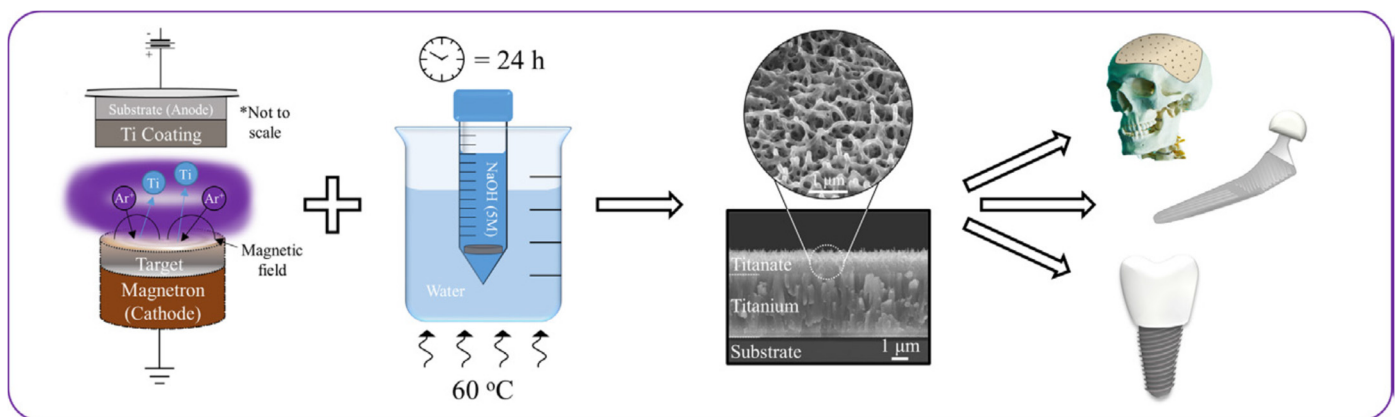 Substrate (Anode)
Ti Coating
*Not to
scale
Ti
Ti
Ar⁺
Ar⁺
Magnetic
field
Target
Magnetron
(Cathode)
= 24 h
NaOH (5M)
Water
60 °C
1 μm
Titanate
Titanium
Substrate
1 μm